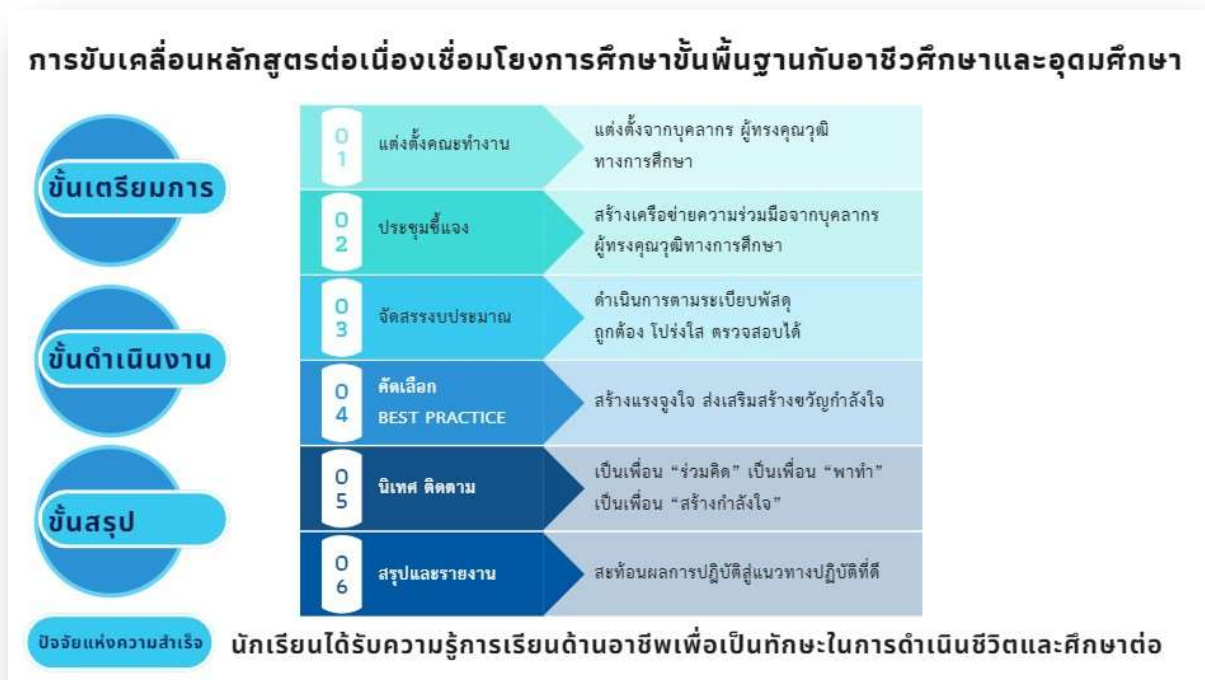 การขับเคลื่อนหลักสูตรต่อเนื่องเชื่อมโยงการศึกษาขั้นพื้นฐานกับอาชีวศึกษาและอุดมศึกษา
ขั้นเตรียมการ
01
แต่งตั้งคณะทำงาน
แต่งตั้งจากบุคลากร ผู้ทรงคุณวุฒิ
ทางการศึกษา
02
ประชุมชี้แจง
สร้างเครือข่ายความร่วมมือจากบุคลากร
ผู้ทรงคุณวุฒิทางการศึกษา
ขั้นดำเนินงาน
03
จัดสรรงบประมาณ
ดำเนินการตามระเบียบพัสดุ
ถูกต้อง โปร่งใส ตรวจสอบได้
04
คัดเลือก
BEST PRACTICE
สร้างแรงจูงใจ ส่งเสริมสร้างขวัญกำลังใจ
ขั้นสรุป
05
นิเทศ ติดตาม
เป็นเพื่อน “ร่วมคิด” เป็นเพื่อน “พาทำ”
เป็นเพื่อน “สร้างกำลังใจ”
06
สรุปและรายงาน
สะท้อนผลการปฏิบัติสู่แนวทางปฏิบัติที่ดี
ปัจจัยแห่งความสำเร็จ
นักเรียนได้รับความรู้การเรียนด้านอาชีพเพื่อเป็นทักษะในการดำเนินชีวิตและศึกษาต่อ